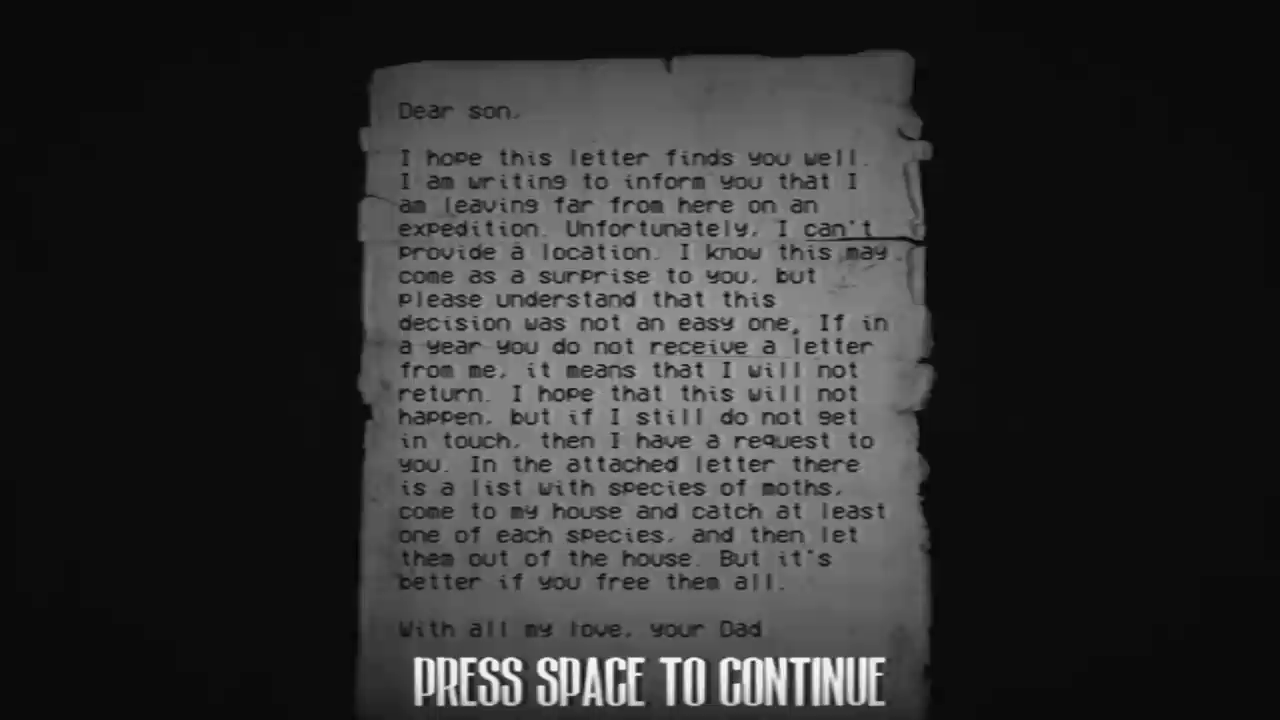 Dear son,
I hope this letter finds you well.
I am writing to inform you that I
am leaving far from here on an
expedition. Unfortunately, I can't
provide a location. I know this may
come as a surprise to you, but
please understand that this
decision was not an easy one, If in
a year you do not receive a letter
from me, it means that I will not
return. I hope that this will not
happen, but if I still do not get
in touch, then I have a request to
you. In the attached letter there
is a list with species of moths,
come to my house and catch at least
one of each species, and then let
them out of the house. But it's
better if you free them all.
With all my love, your Dad
PRESS SPACE TO CONTINUE